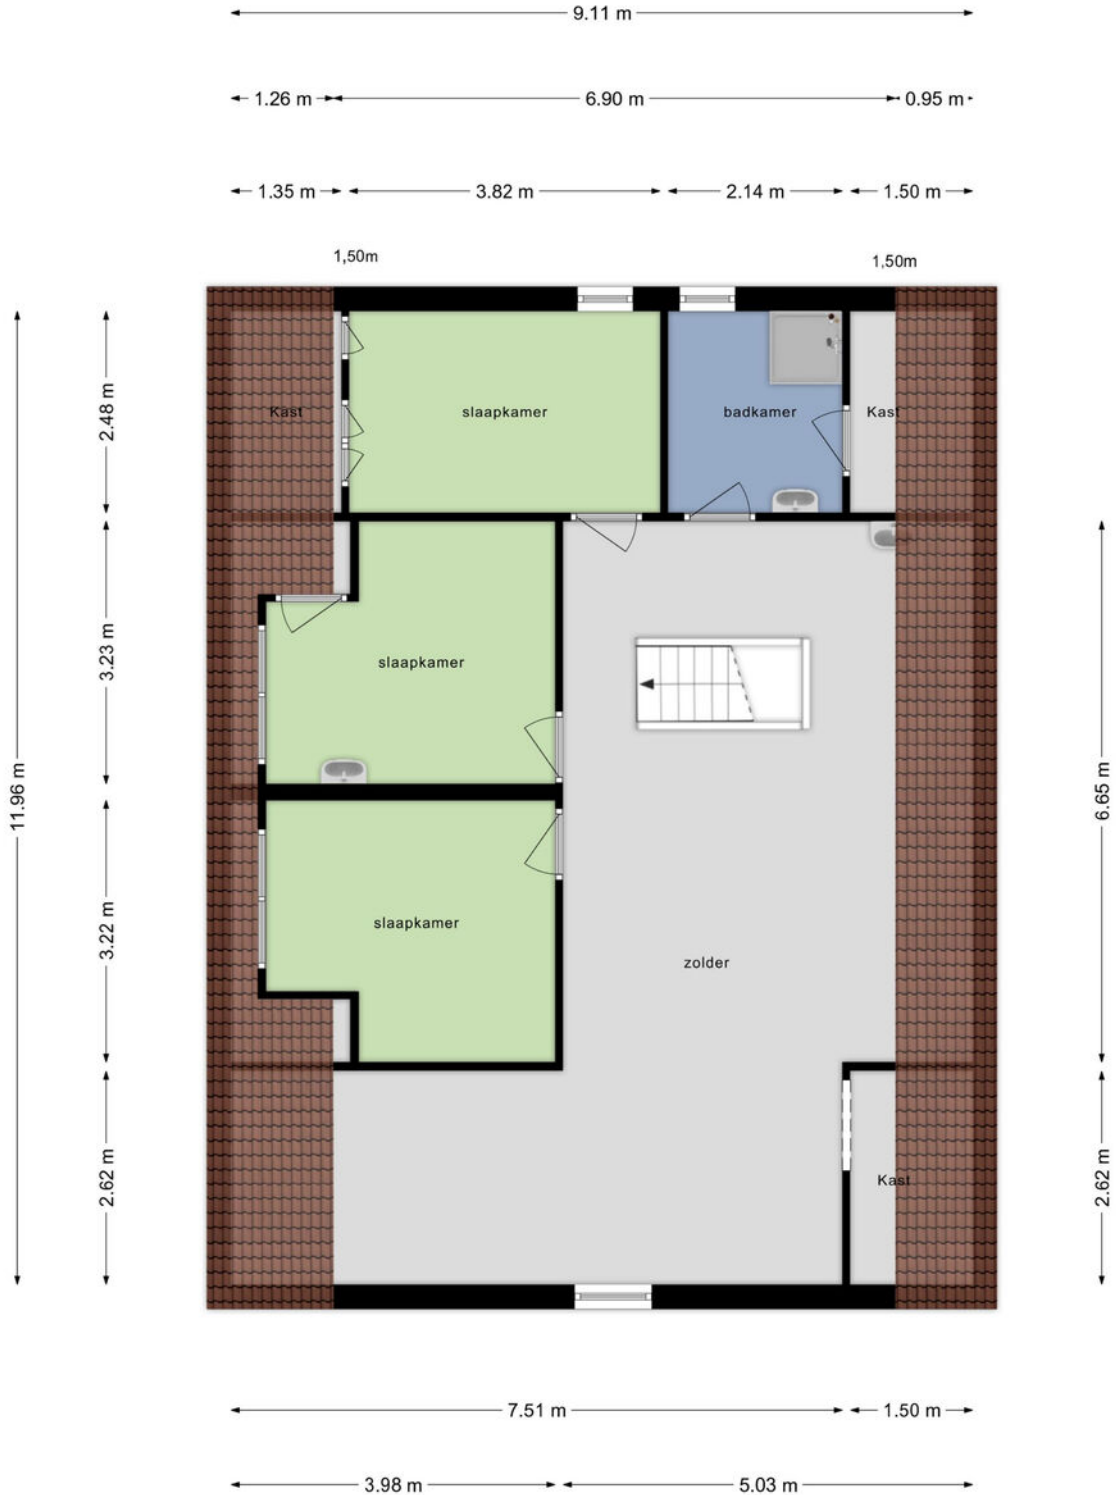 9.11 m
1.26 m
6.90 m
0.95 m
1.35 m
3.82 m
2.14 m
1.50 m
1,50m
1,50m
11.96 m
2.48 m
3.23 m
3.22 m
2.62 m
Kast
slaapkamer
badkamer
Kast
slaapkamer
slaapkamer
zolder
Kast
6.65 m
2.62 m
7.51 m
1.50 m
3.98 m
5.03 m